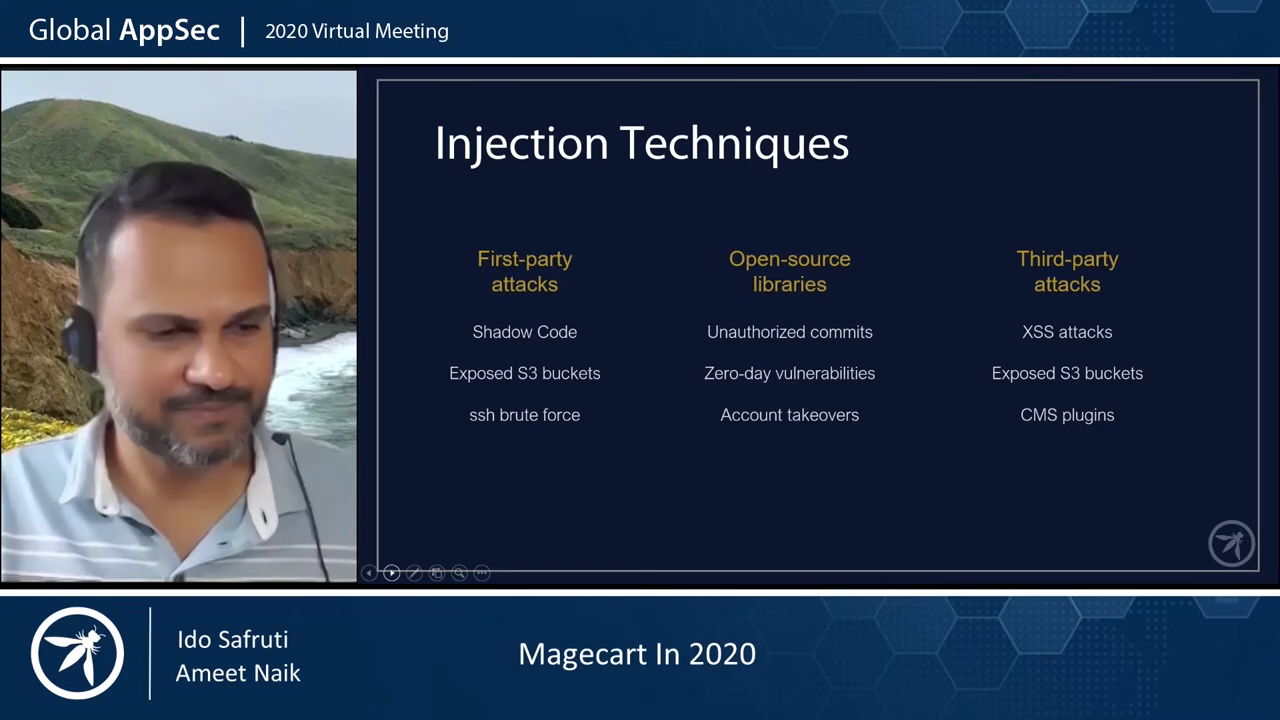 Global AppSec | 2020 Virtual Meeting
Injection Techniques
First-party
attacks
Shadow Code
Exposed S3 buckets
ssh brute force
Open-source
libraries
Unauthorized commits
Zero-day vulnerabilities
Account takeovers
Third-party
attacks
XSS attacks
Exposed S3 buckets
CMS plugins
Ido Safruti
Ameet Naik
Magecart In 2020